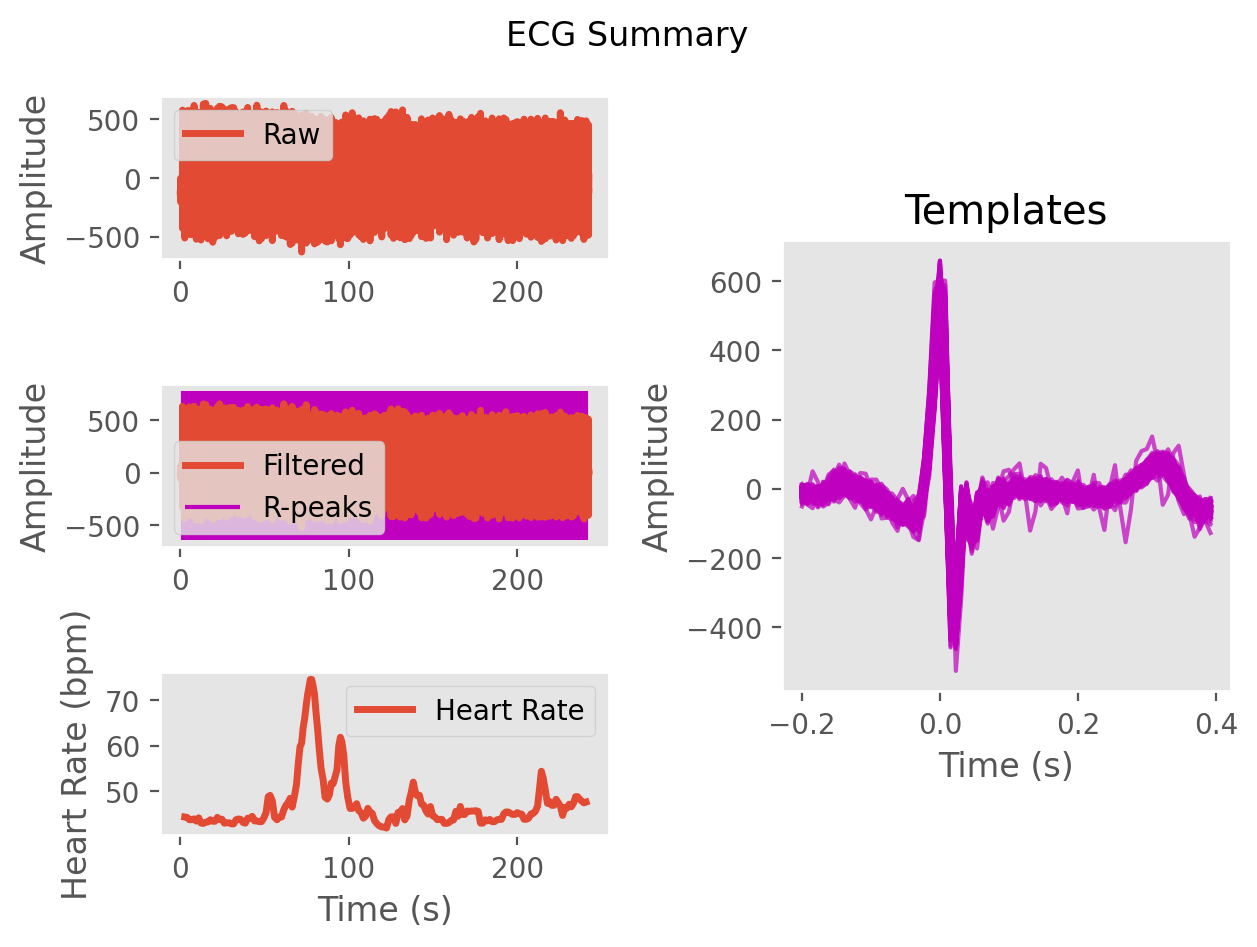 ECG Summary
Amplitude
500
0
−500
Raw
0 100 200
Amplitude
500
0
−500
Filtered
R-peaks
0 100 200
Heart Rate (bpm)
70
60
50
Heart Rate
0 100 200
Time (s)
Templates
Amplitude
600
400
200
0
−200
−400
−0.2 0.0 0.2 0.4
Time (s)